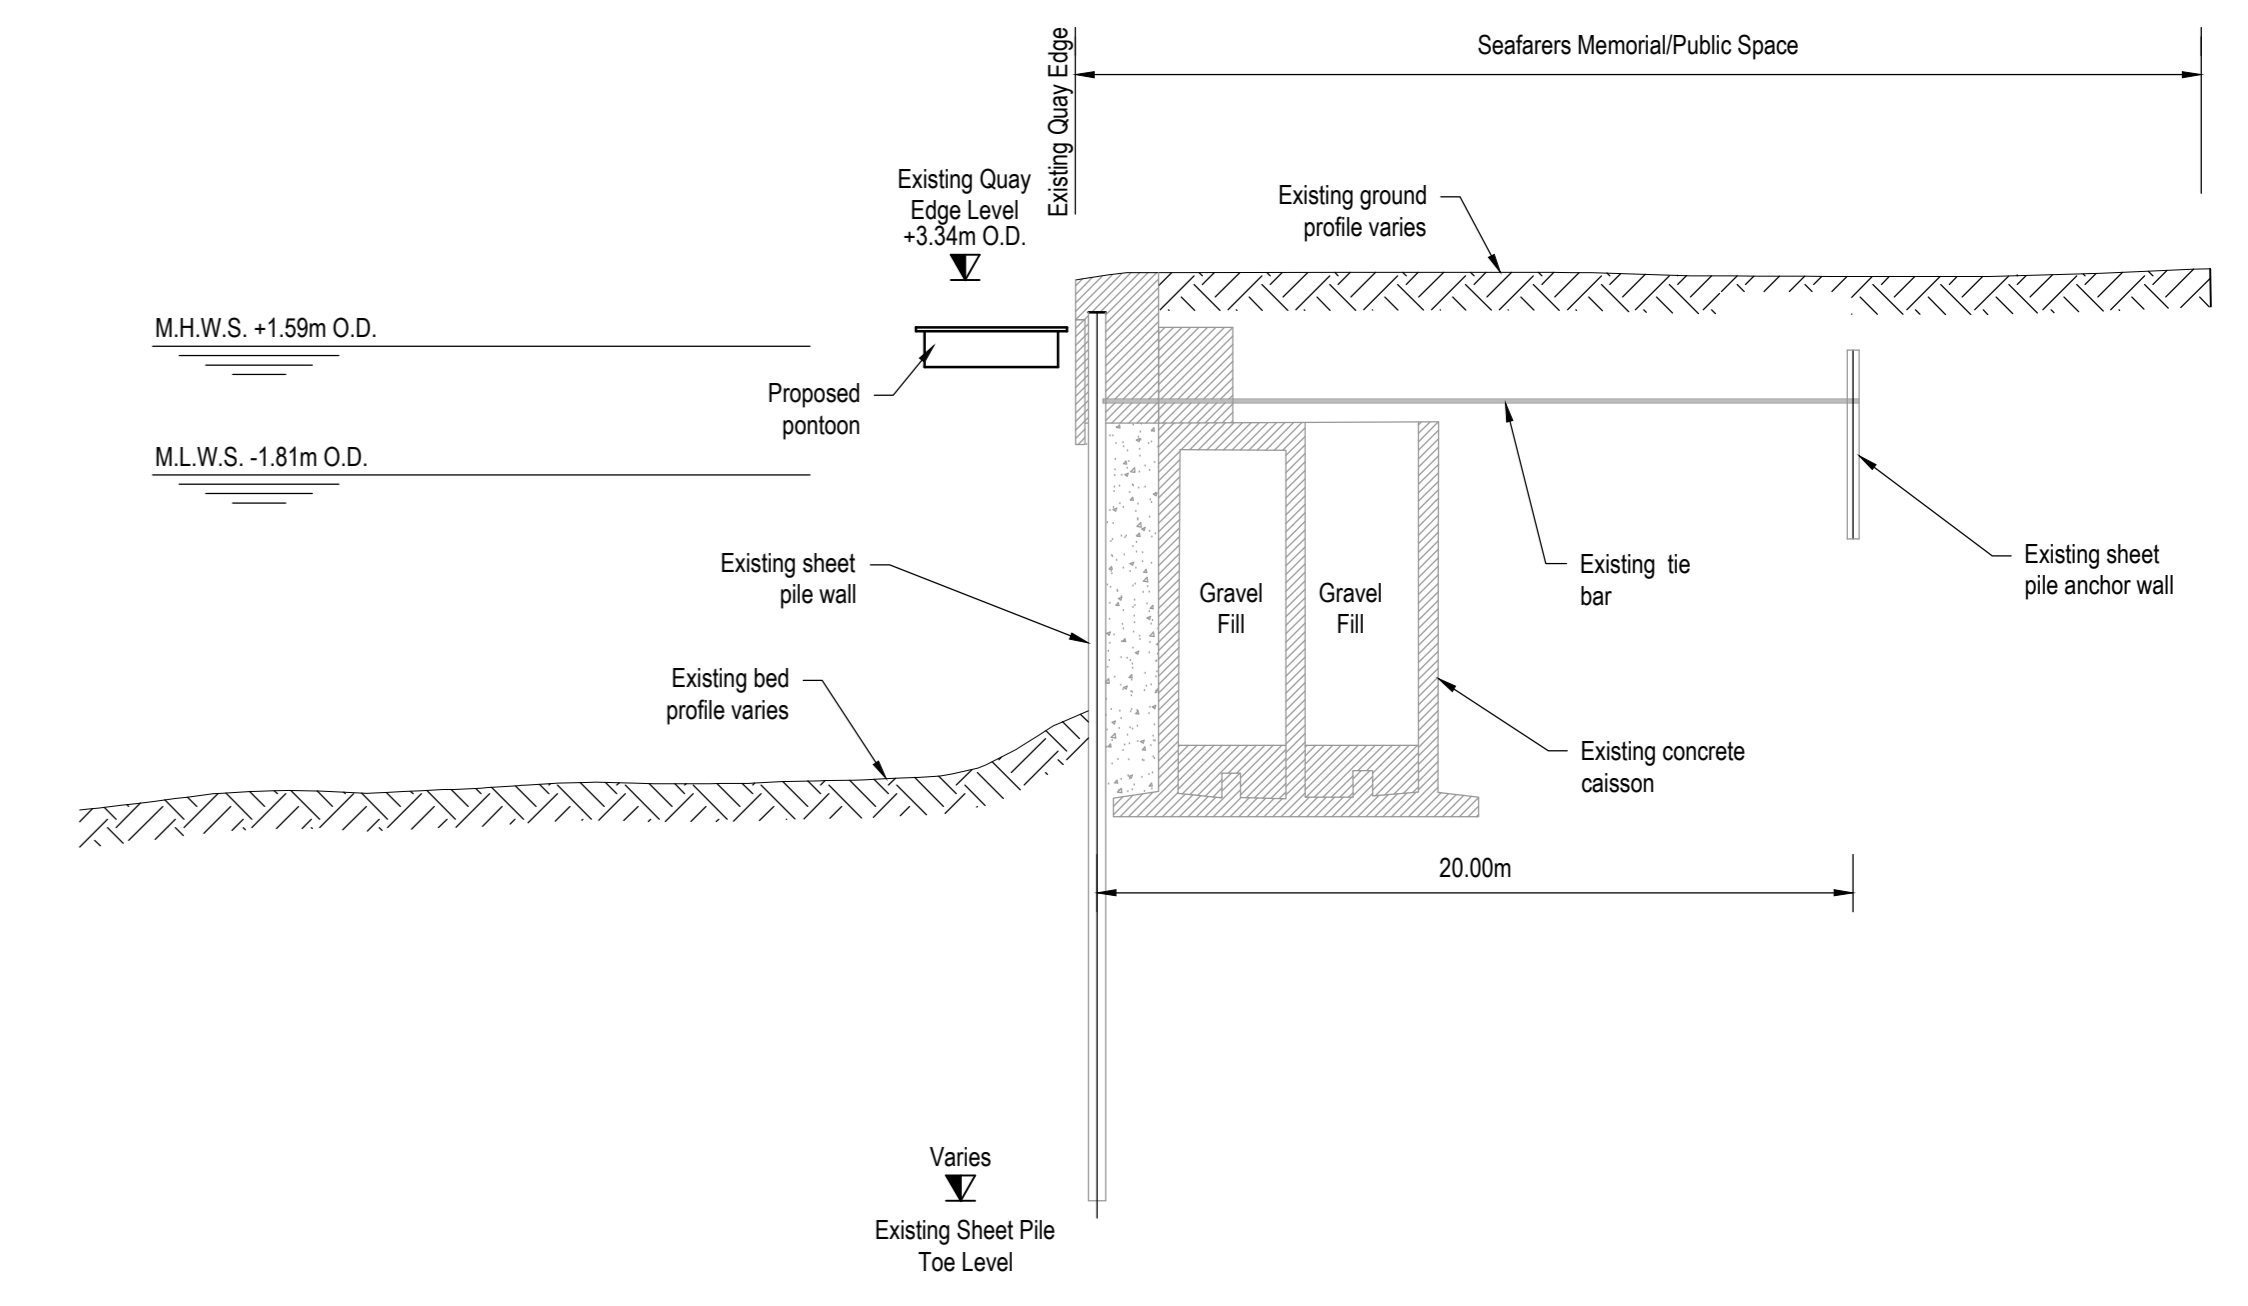 Seafarers Memorial/Public Space
Existing Quay Edge
Existing Quay
Edge Level
+3.34m O.D.
Existing ground
profile varies
M.H.W.S. +1.59m O.D.
Proposed
pontoon
M.L.W.S. -1.81m O.D.
Existing sheet
pile wall
Gravel
Fill
Gravel
Fill
Existing tie
bar
Existing sheet
pile anchor wall
Existing bed
profile varies
Existing concrete
caisson
20.00m
Varies
Existing Sheet Pile
Toe Level